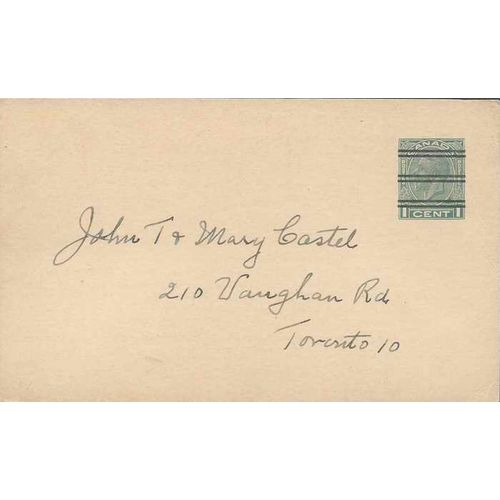 CANADA
1 CENT 1
John T & Mary Castel
210 Vaughan Rd
Toronto 10